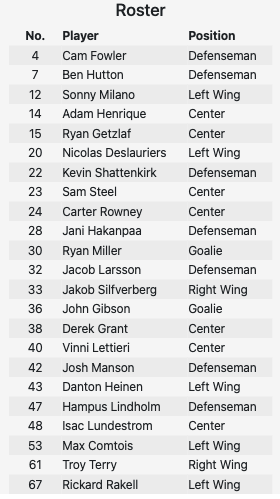 Roster
No. Player Position
4 Cam Fowler Defenseman
7 Ben Hutton Defenseman
12 Sonny Milano Left Wing
14 Adam Henrique Center
15 Ryan Getzlaf Center
20 Nicolas Deslauriers Left Wing
22 Kevin Shattenkirk Defenseman
23 Sam Steel Center
24 Carter Rowney Center
28 Jani Hakanpaa Defenseman
30 Ryan Miller Goalie
32 Jacob Larsson Defenseman
33 Jakob Silfverberg Right Wing
36 John Gibson Goalie
38 Derek Grant Center
40 Vinni Lettieri Center
42 Josh Manson Defenseman
43 Danton Heinen Left Wing
47 Hampus Lindholm Defenseman
48 Isac Lundestrom Center
53 Max Comtois Left Wing
61 Troy Terry Right Wing
67 Rickard Rakell Left Wing